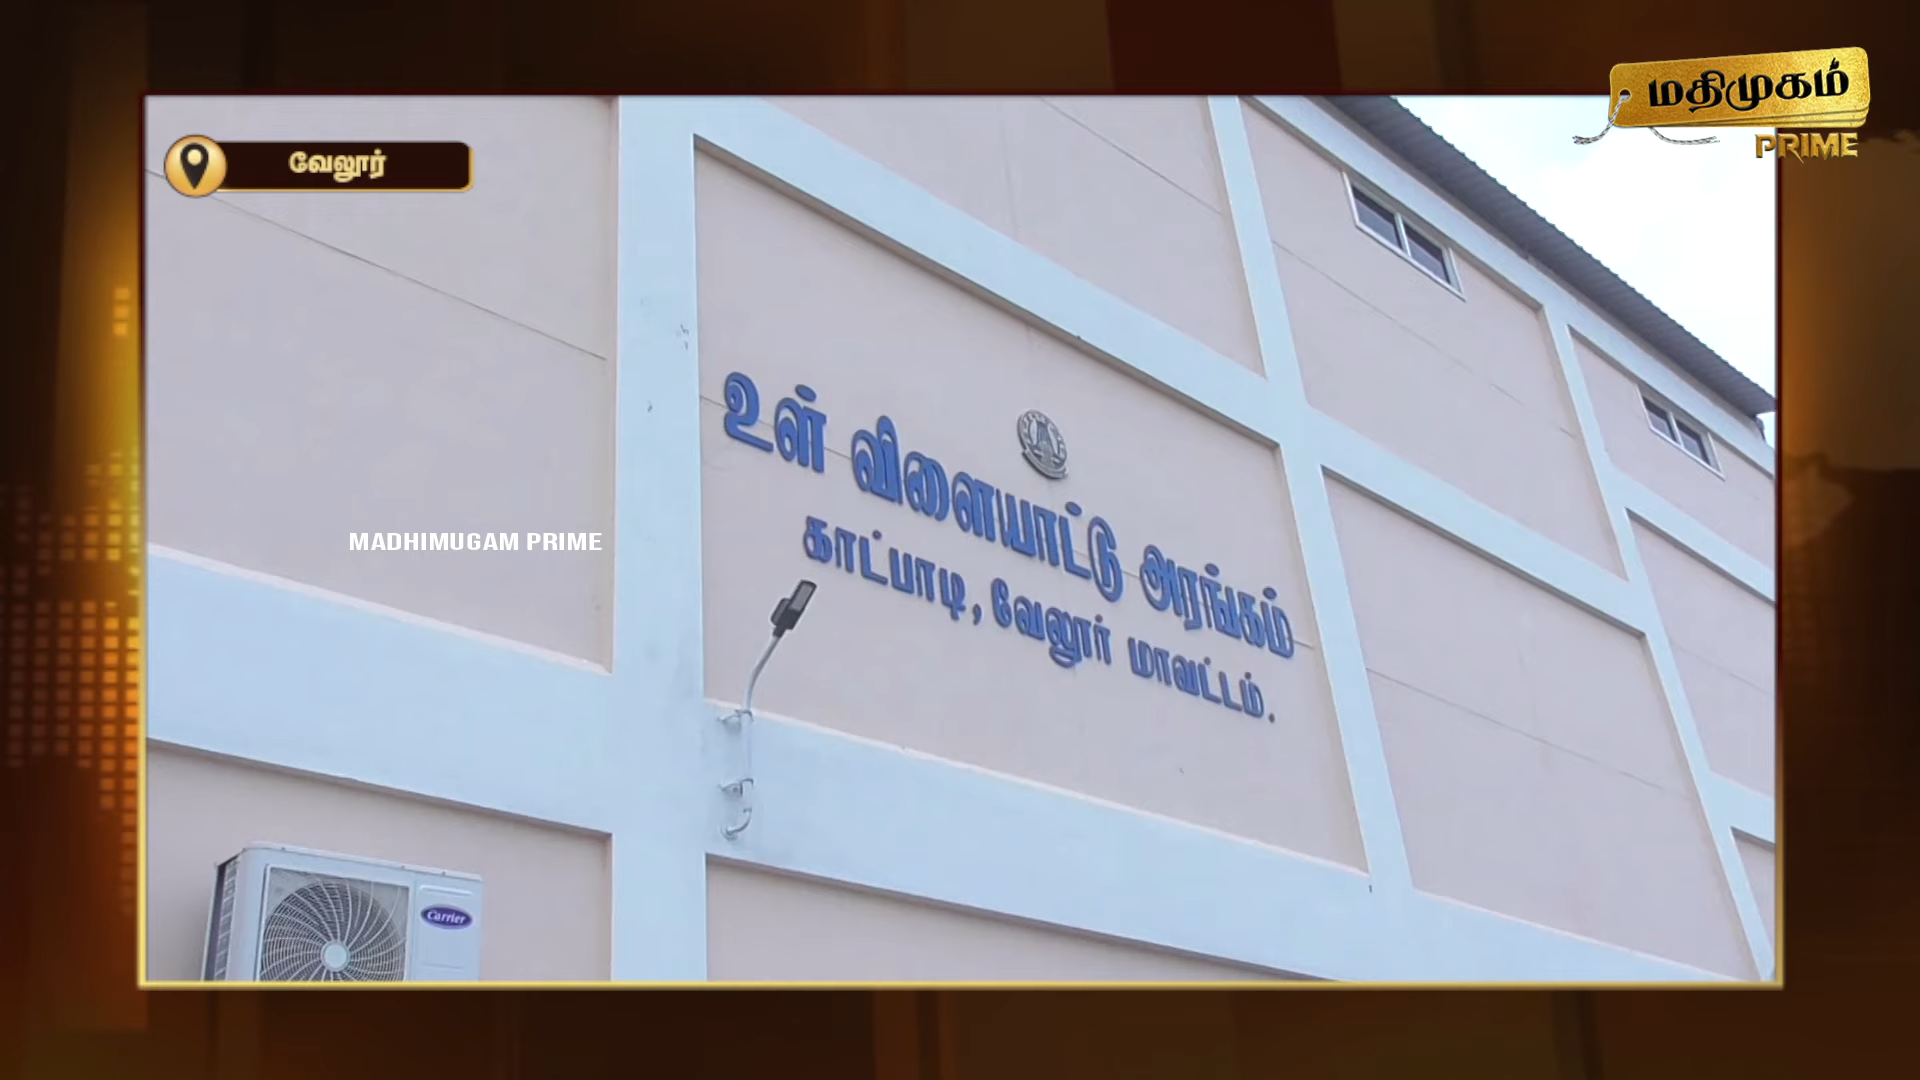 மதிமுகம்
PRIME
வேலூர்
உள் விளையாட்டு அரங்கம்
காட்பாடி, வேலூர் மாவட்டம்.
MADHIMUGAM PRIME
Carrier